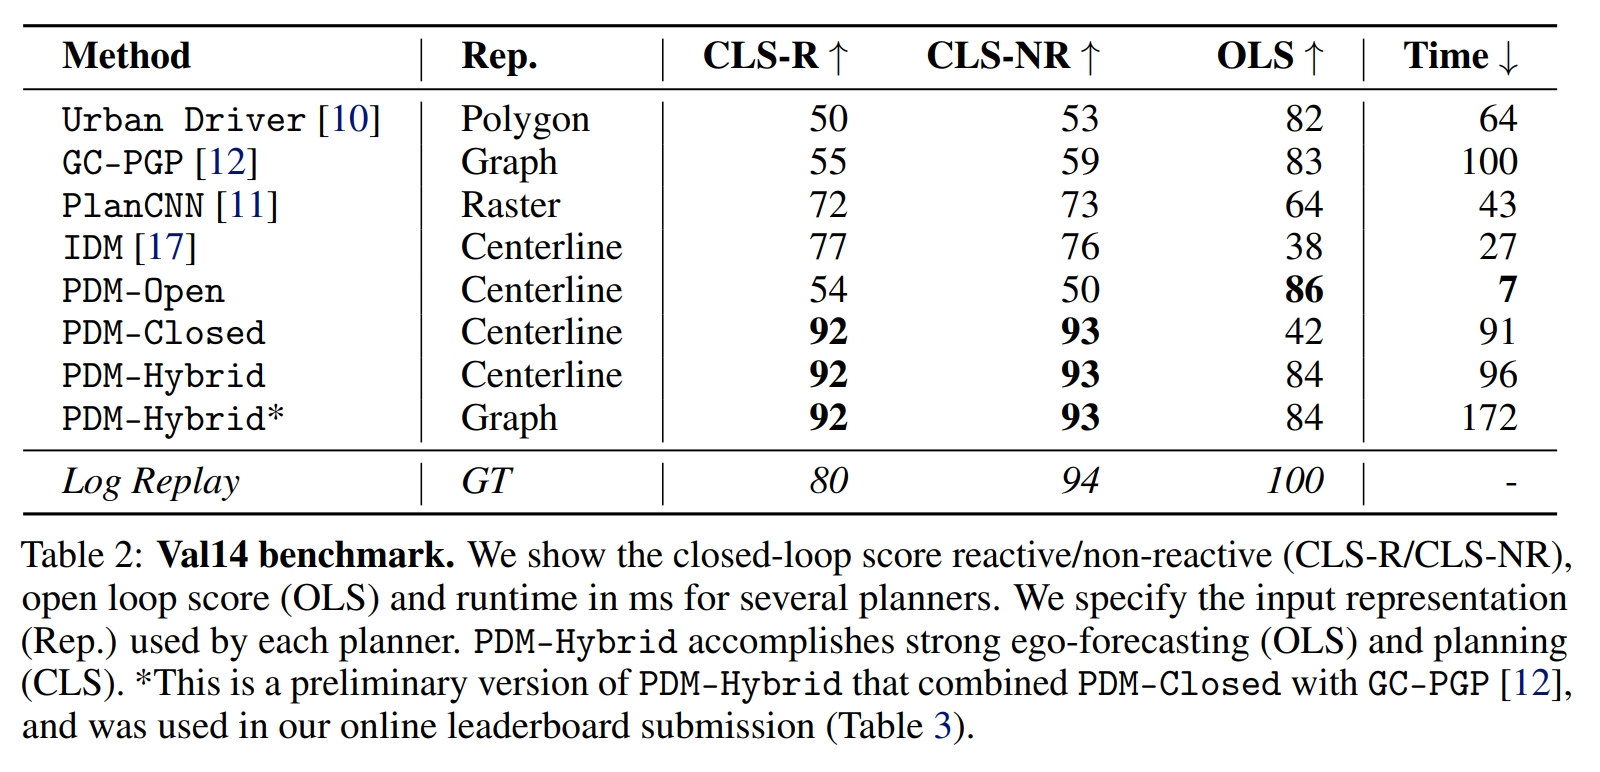 Method Rep. CLS-R ↑ CLS-NR ↑ OLS ↑ Time ↓
Urban Driver [10] Polygon 50 53 82 64
GC-PGP [12] Graph 55 59 83 100
PlanCNN [11] Raster 72 73 64 43
IDM [17] Centerline 77 76 38 27
PDM-Open Centerline 54 50 86 7
PDM-Closed Centerline 92 93 42 91
PDM-Hybrid Centerline 92 93 84 96
PDM-Hybrid* Graph 92 93 84 172
Log Replay GT 80 94 100 -
Table 2: Val14 benchmark. We show the closed-loop score reactive/non-reactive (CLS-R/CLS-NR),
open loop score (OLS) and runtime in ms for several planners. We specify the input representation
(Rep.) used by each planner. PDM-Hybrid accomplishes strong ego-forecasting (OLS) and planning
(CLS). *This is a preliminary version of PDM-Hybrid that combined PDM-Closed with GC-PGP [12],
and was used in our online leaderboard submission (Table 3).